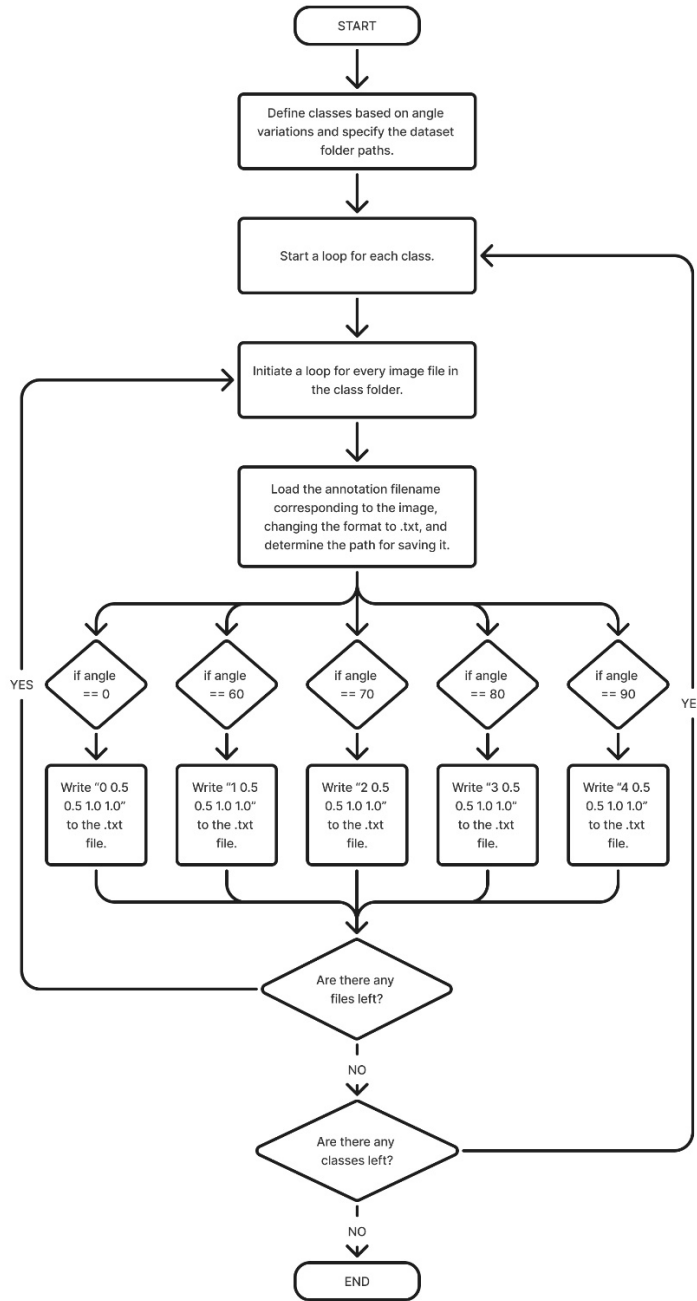 START
Define classes based on angle
variations and specify the dataset
folder paths.
Start a loop for each class.
Initiate a loop for every image file in
the class folder.
Load the annotation filename
corresponding to the image,
changing the format to .txt, and
determine the path for saving it.
if angle
== 0
if angle
== 60
if angle
== 70
if angle
== 80
if angle
== 90
YES
YE
Write “0 0.5
0.5 1.0 1.0”
to the .txt
file.
Write “1 0.5
0.5 1.0 1.0”
to the .txt
file.
Write “2 0.5
0.5 1.0 1.0”
to the .txt
file.
Write “3 0.5
0.5 1.0 1.0”
to the .txt
file.
Write “4 0.5
0.5 1.0 1.0”
to the .txt
file.
Are there any
files left?
NO
Are there any
classes left?
NO
END